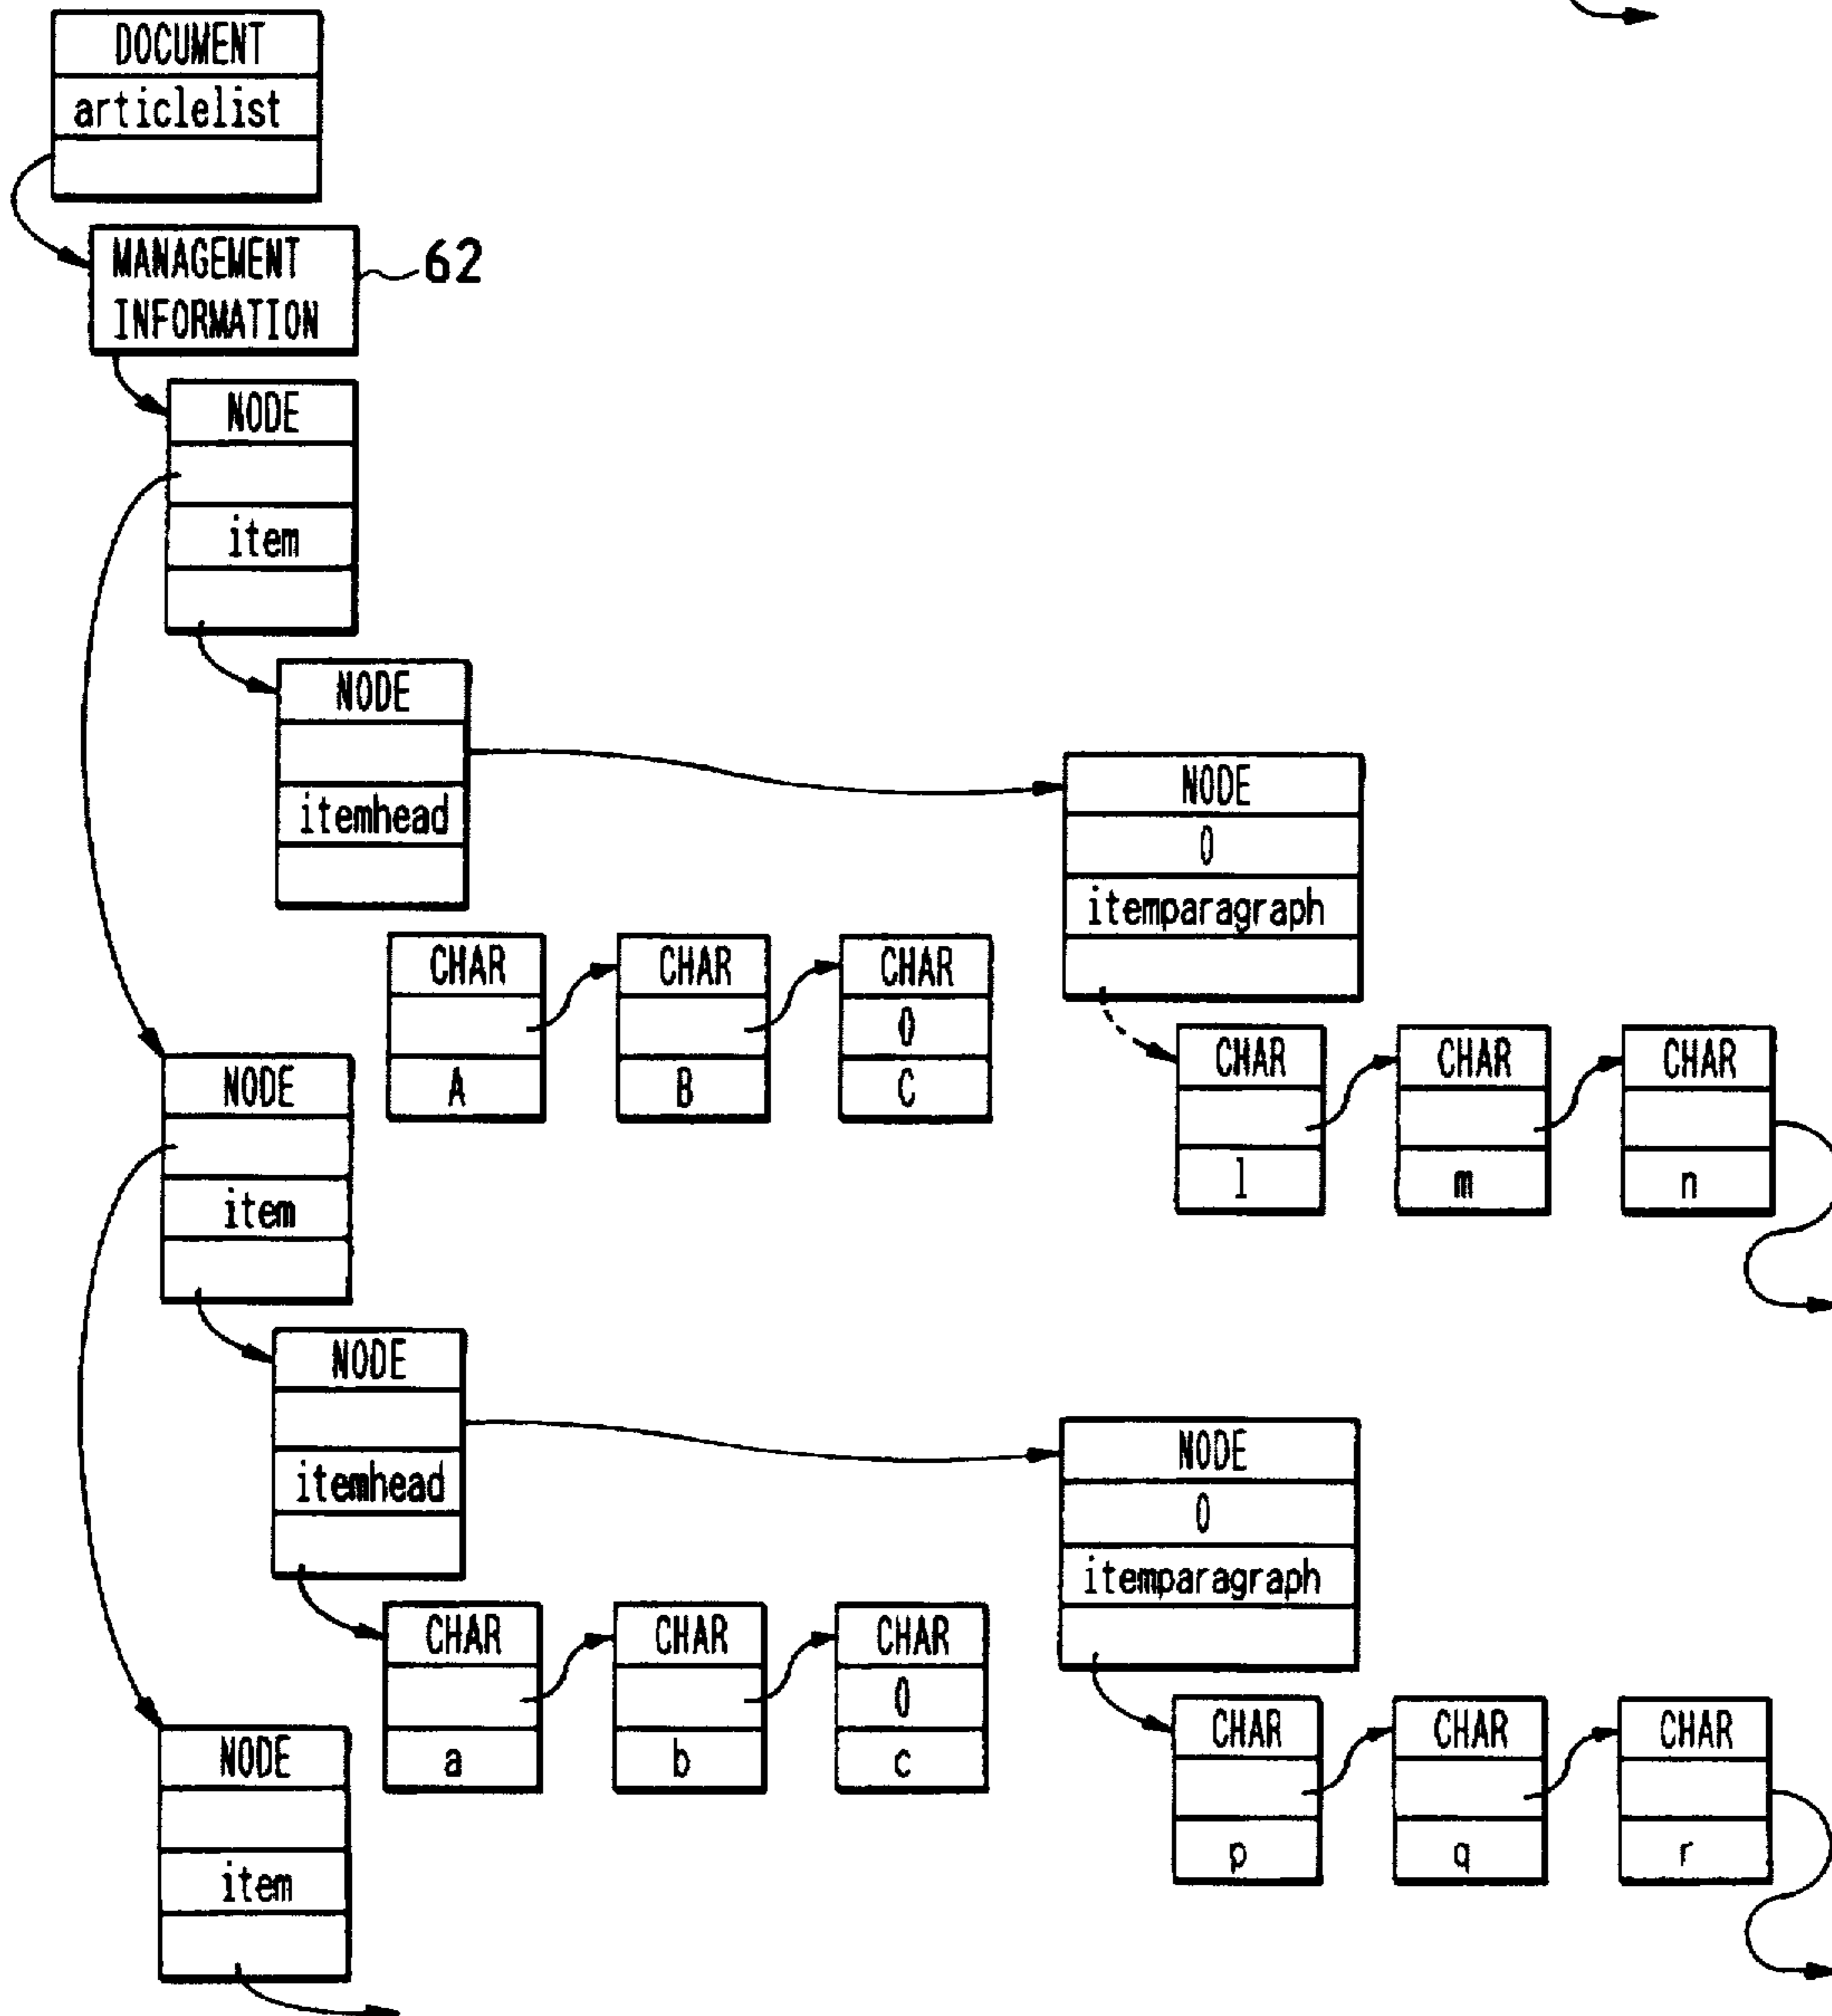 DOCUMENT
articlelist
MANAGEMENT
INFORMATION
62
NODE
item
NODE
itemhead
NODE
0
itemparagraph
CHAR
A
CHAR
B
CHAR
0
C
CHAR
l
CHAR
m
CHAR
n
NODE
item
NODE
itemhead
NODE
0
itemparagraph
CHAR
a
CHAR
b
CHAR
0
c
CHAR
p
CHAR
q
CHAR
r
NODE
item